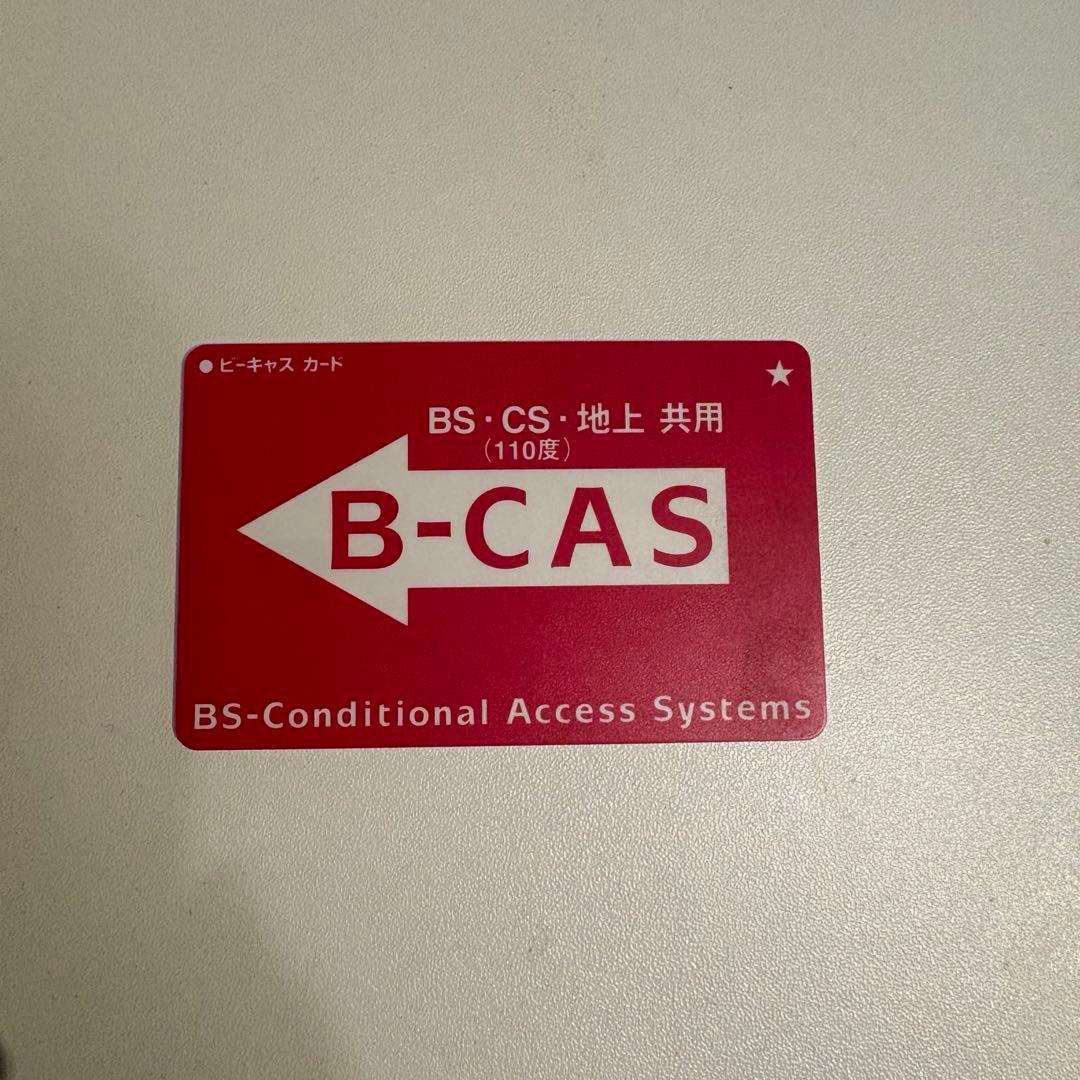 ●ビーキャス カード
★
BS・CS・地上 共用
（110度）
B-CAS
BS-Conditional Access Systems